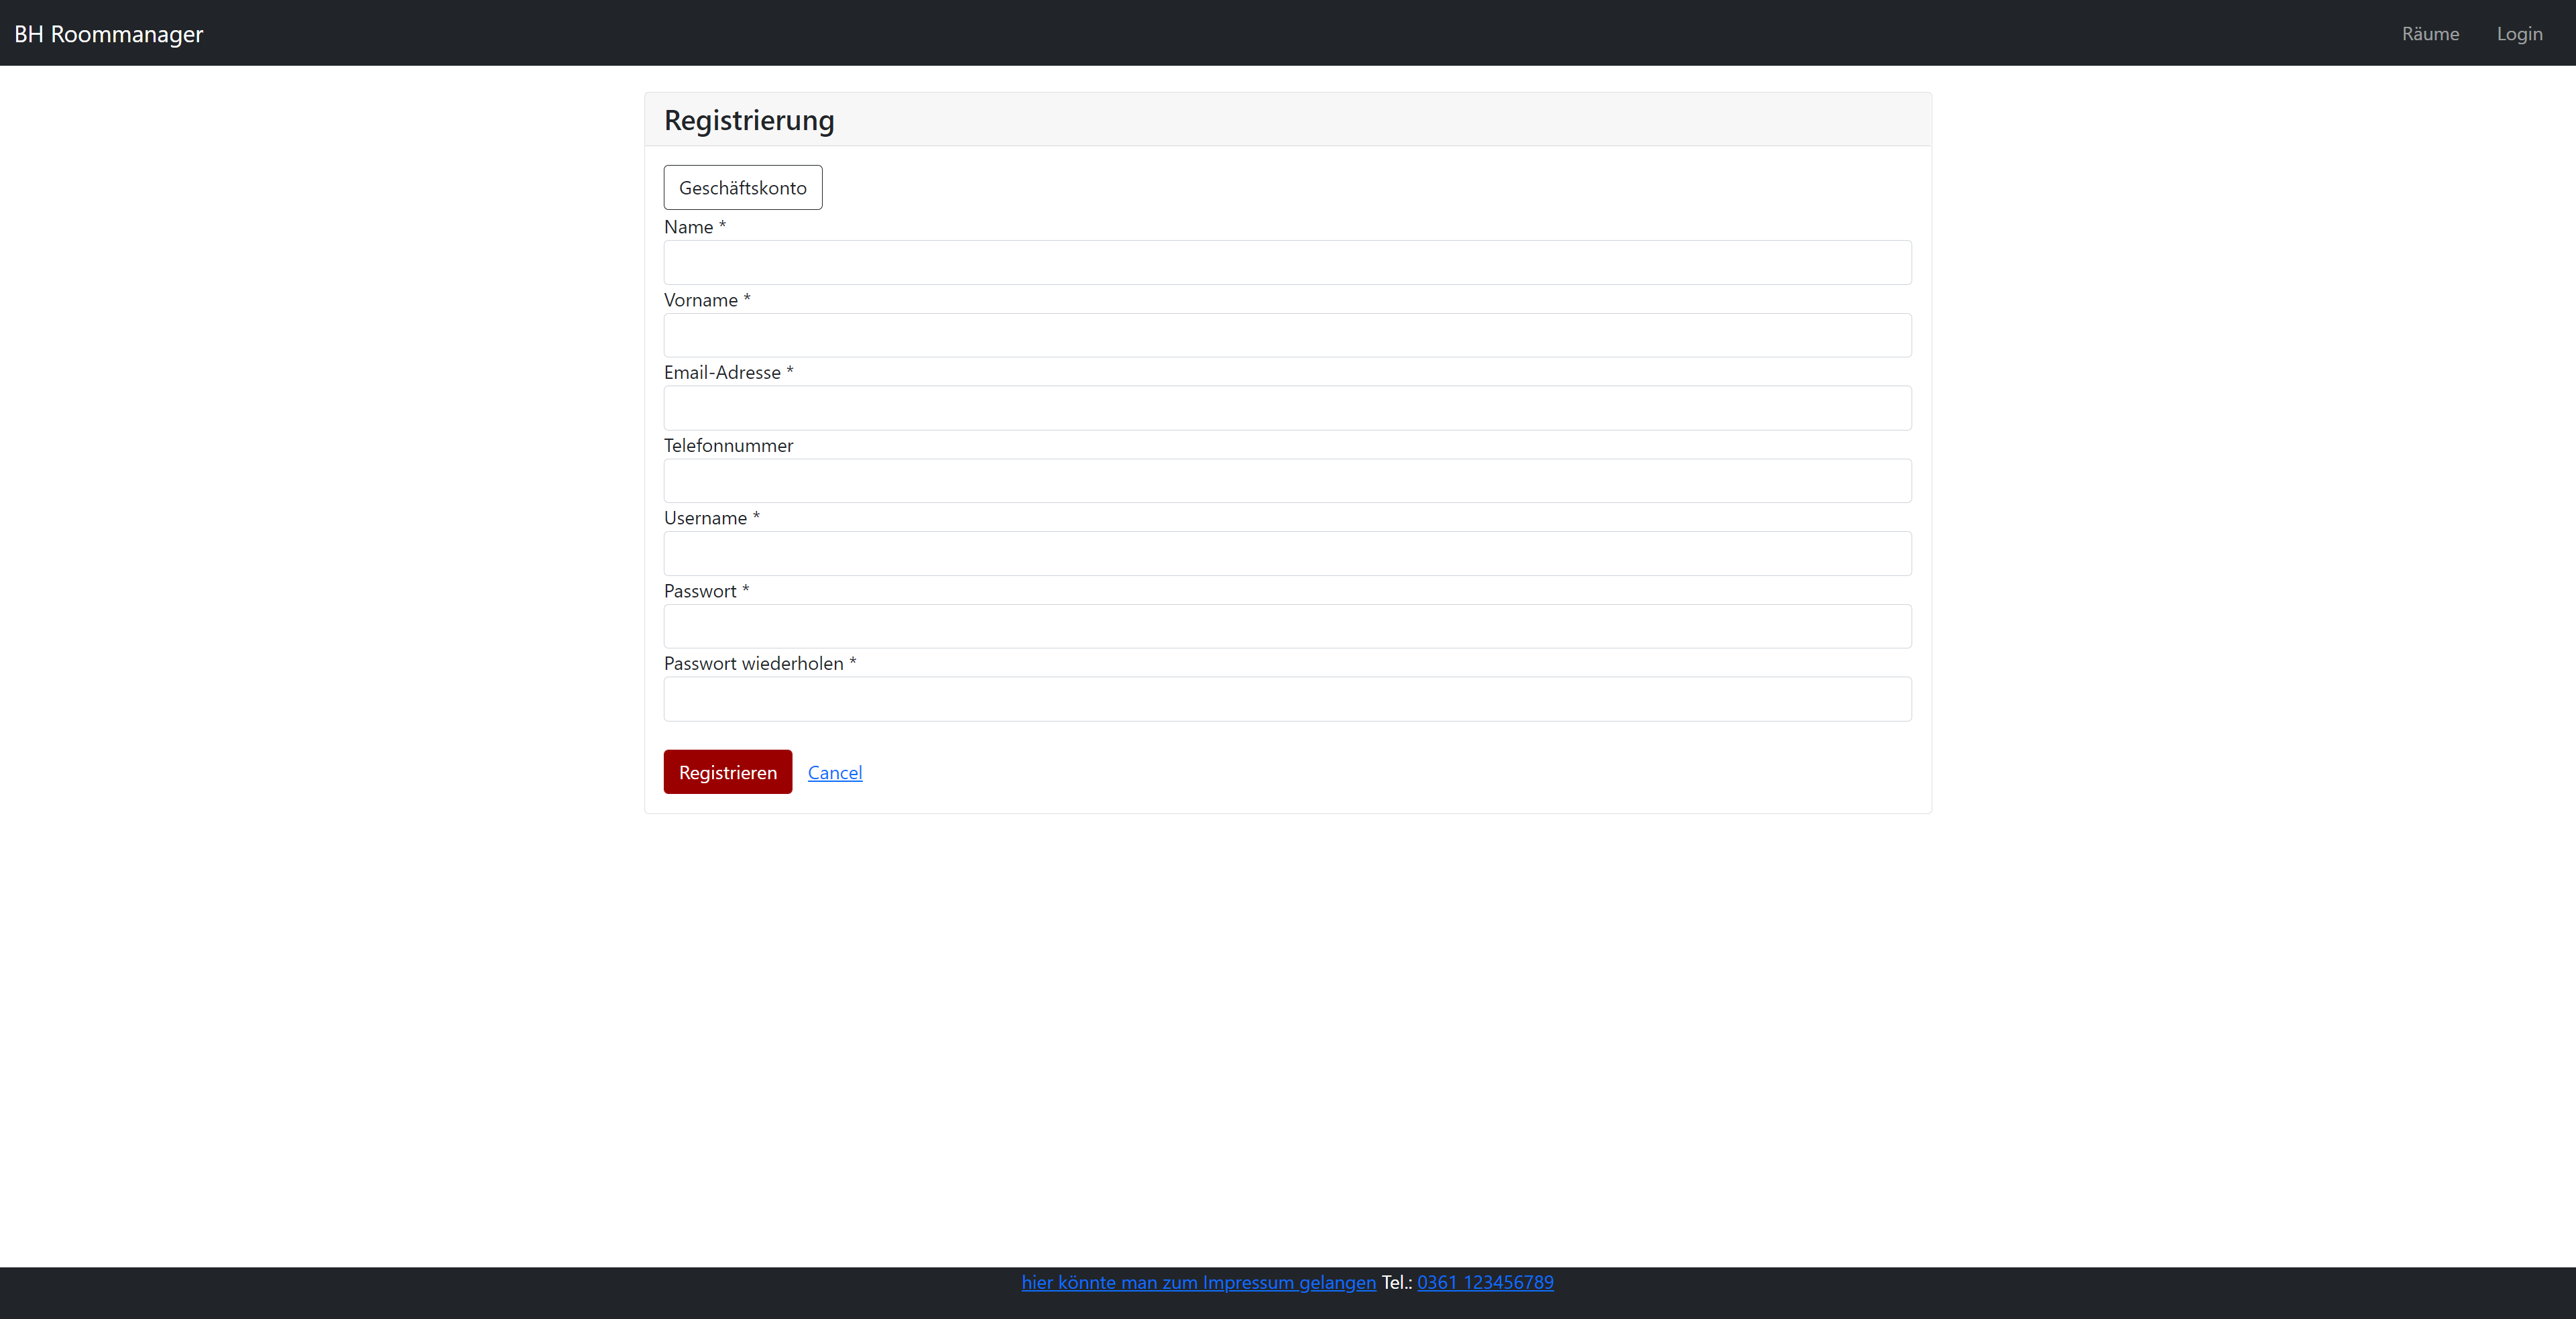 BH Roommanager Räume Login
Registrierung
Geschäftskonto
Name *
Vorname *
Email-Adresse *
Telefonnummer
Username *
Passwort *
Passwort wiederholen *
Registrieren Cancel
hier könnte man zum Impressum gelangen Tel.: 0361 123456789